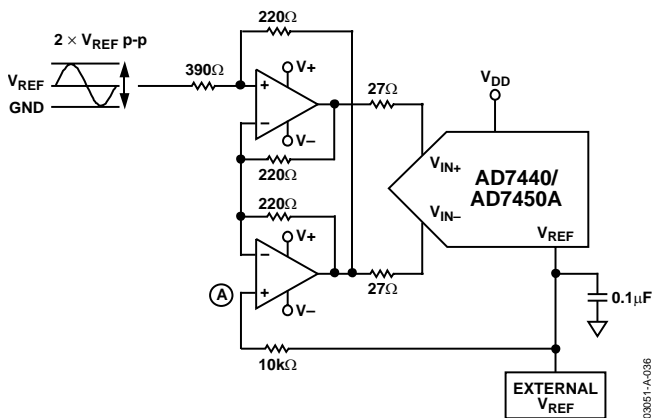 2 × VREF p-p
VREF
GND
390Ω
220Ω
V+
+
−
V−
220Ω
220Ω
V+
−
+
V−
A
10kΩ
27Ω
27Ω
VDD
VIN+
VIN−
AD7440/
AD7450A
VREF
0.1µF
EXTERNAL
VREF
03051-A-036